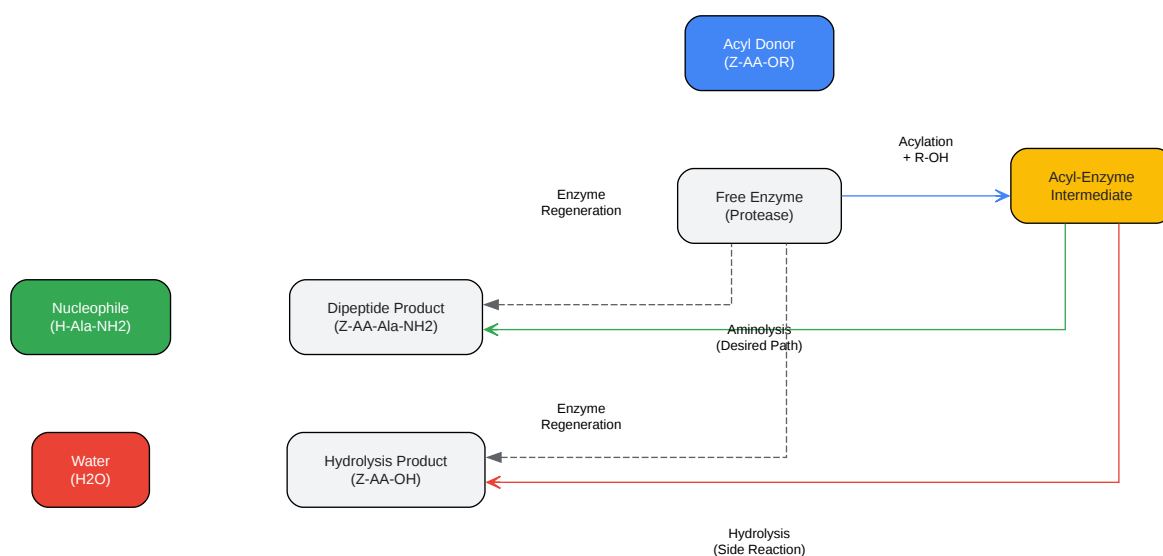 Acyl Donor
(Z-AA-OR)
Acylation
+ R-OH
Acyl-Enzyme
Intermediate
Free Enzyme
(Protease)
Enzyme
Regeneration
Nucleophile
(H-Ala-NH2)
Dipeptide Product
(Z-AA-Ala-NH2)
Aminolysis
(Desired Path)
Enzyme
Regeneration
Water
(H2O)
Hydrolysis Product
(Z-AA-OH)
Hydrolysis
(Side Reaction)